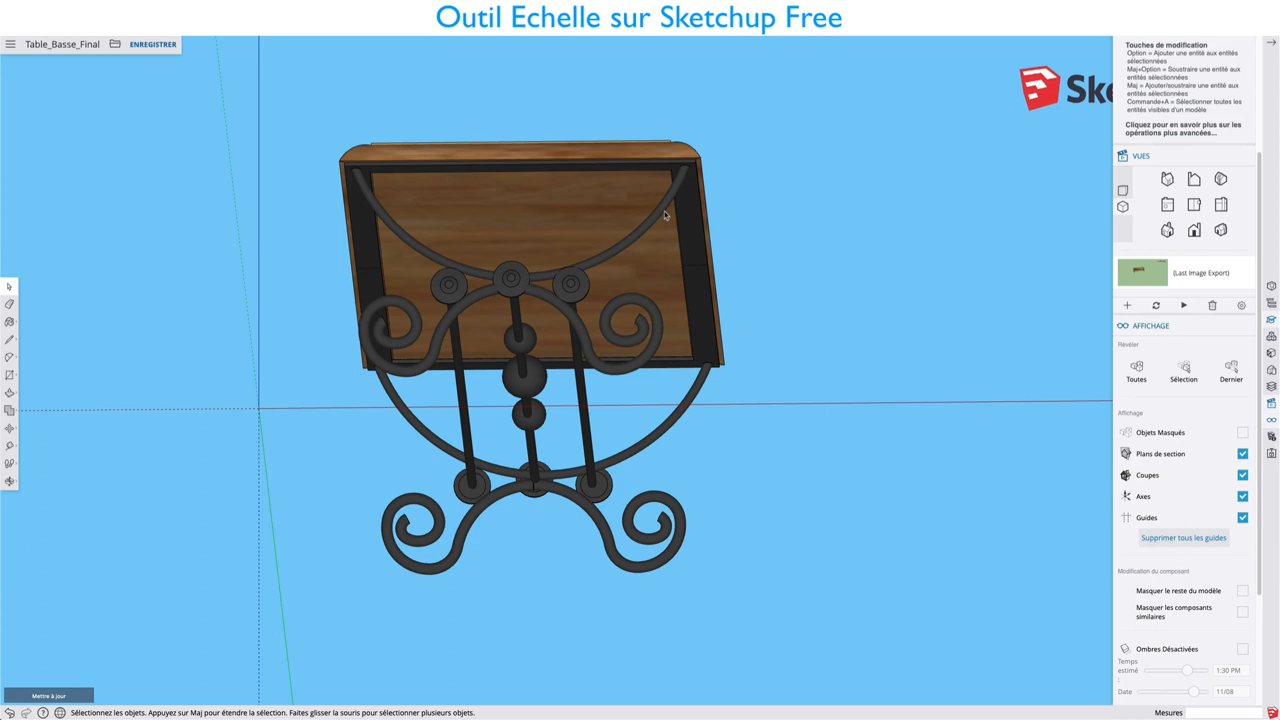 Outil Echelle sur Sketchup Free
Table_Basse_Final
ENREGISTRER
Touches de modification
Option = Ajouter une entité aux entités
sélectionnées
Maj+Option = Soustraire une entité aux
entités sélectionnées
Maj = Ajouter/soustraire une entité aux
entités sélectionnées
Commande+A = Sélectionner toutes les
entités visibles d'un modèle
Cliquez pour en savoir plus sur les
opérations plus avancées...
Ske
VUES
(Last Image Export)
AFFICHAGE
Révéler
Toutes
Sélection
Dernier
Affichage
Objets Masqués
Plans de section
Coupes
Axes
Guides
Supprimer tous les guides
Modification du composant
Masquer le reste du modèle
Masquer les composants
similaires
Ombres Désactivées
Temps
estimé
:
1:30 PM
Date
11/08
Mettre à jour
Sélectionnez les objets. Appuyez sur Maj pour étendre la sélection. Faites glisser la souris pour sélectionner plusieurs objets.
Mesures